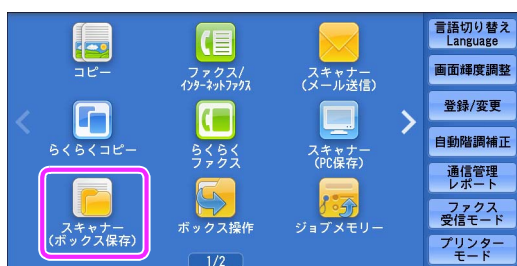 コピー
ファクス/
インターネットファクス
スキャナー
(メール送信)
らくらくコピー
らくらく
ファクス
スキャナー
(PC保存)
スキャナー
(ボックス保存)
ボックス操作
ジョブメモリー
1/2
言語切り替え
Language
画面輝度調整
登録/変更
自動階調補正
通信管理
レポート
ファクス
受信モード
プリンター
モード